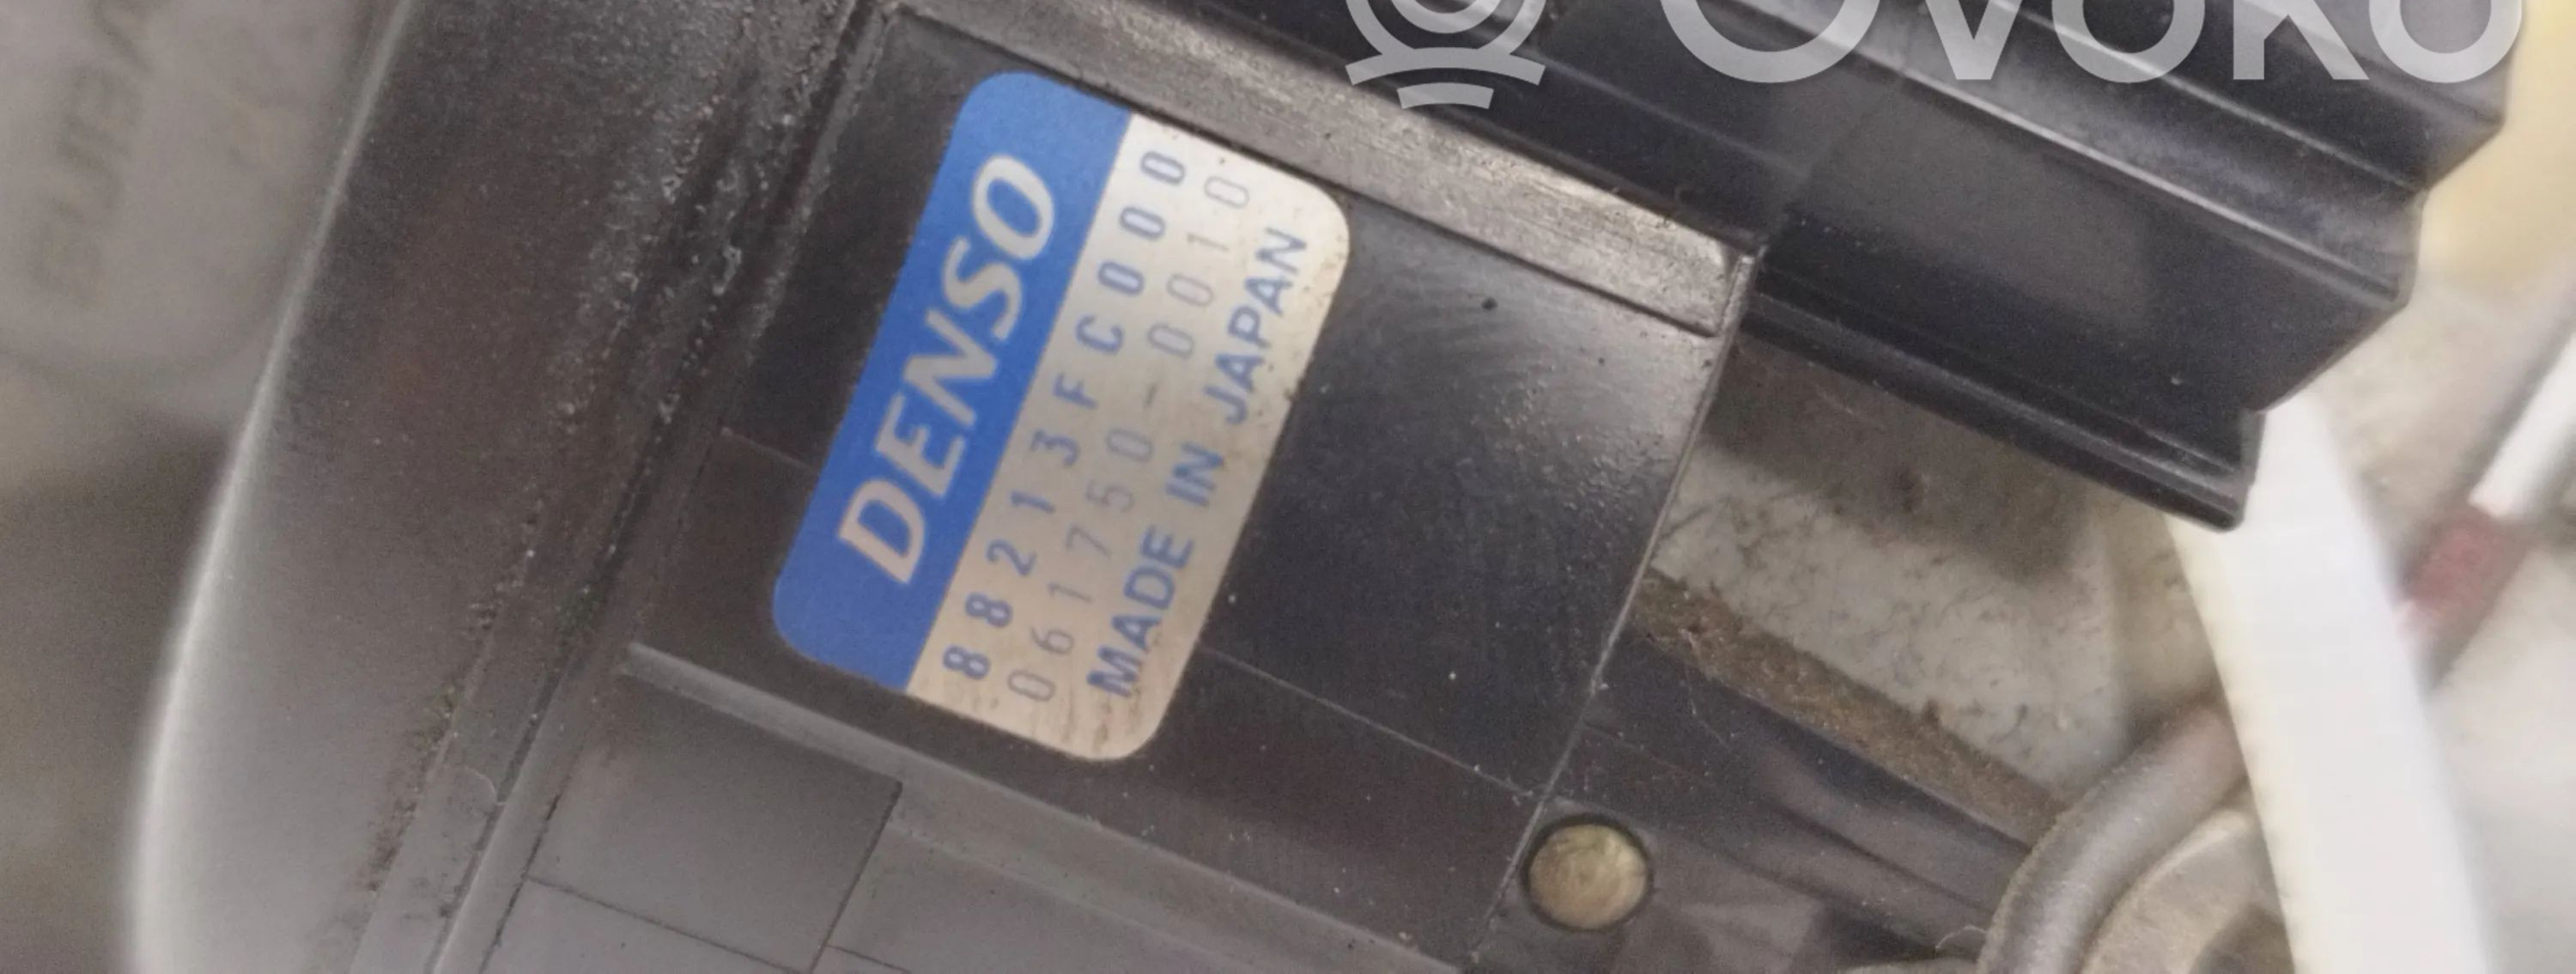 OVOKO
DENSO
88213FC000
061750-0010
MADE IN JAPAN